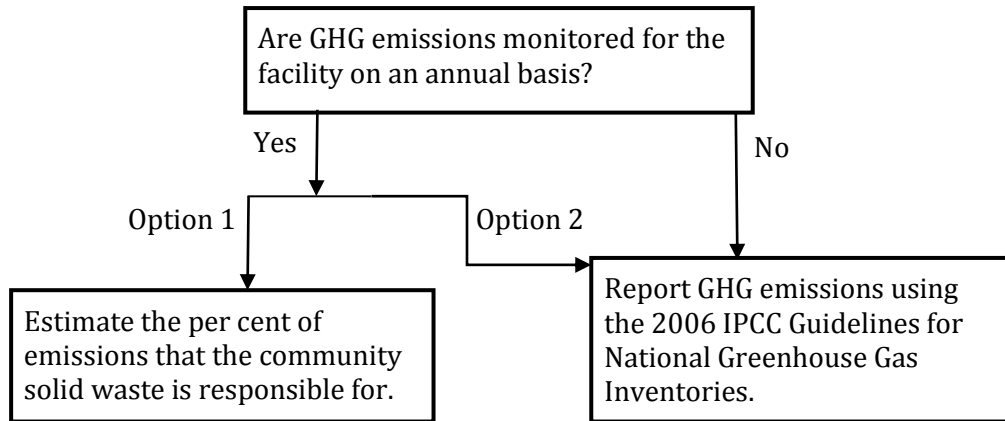 Are GHG emissions monitored for the
facility on an annual basis?
Yes
No
Option 1
Option 2
Estimate the per cent of
emissions that the community
solid waste is responsible for.
Report GHG emissions using
the 2006 IPCC Guidelines for
National Greenhouse Gas
Inventories.